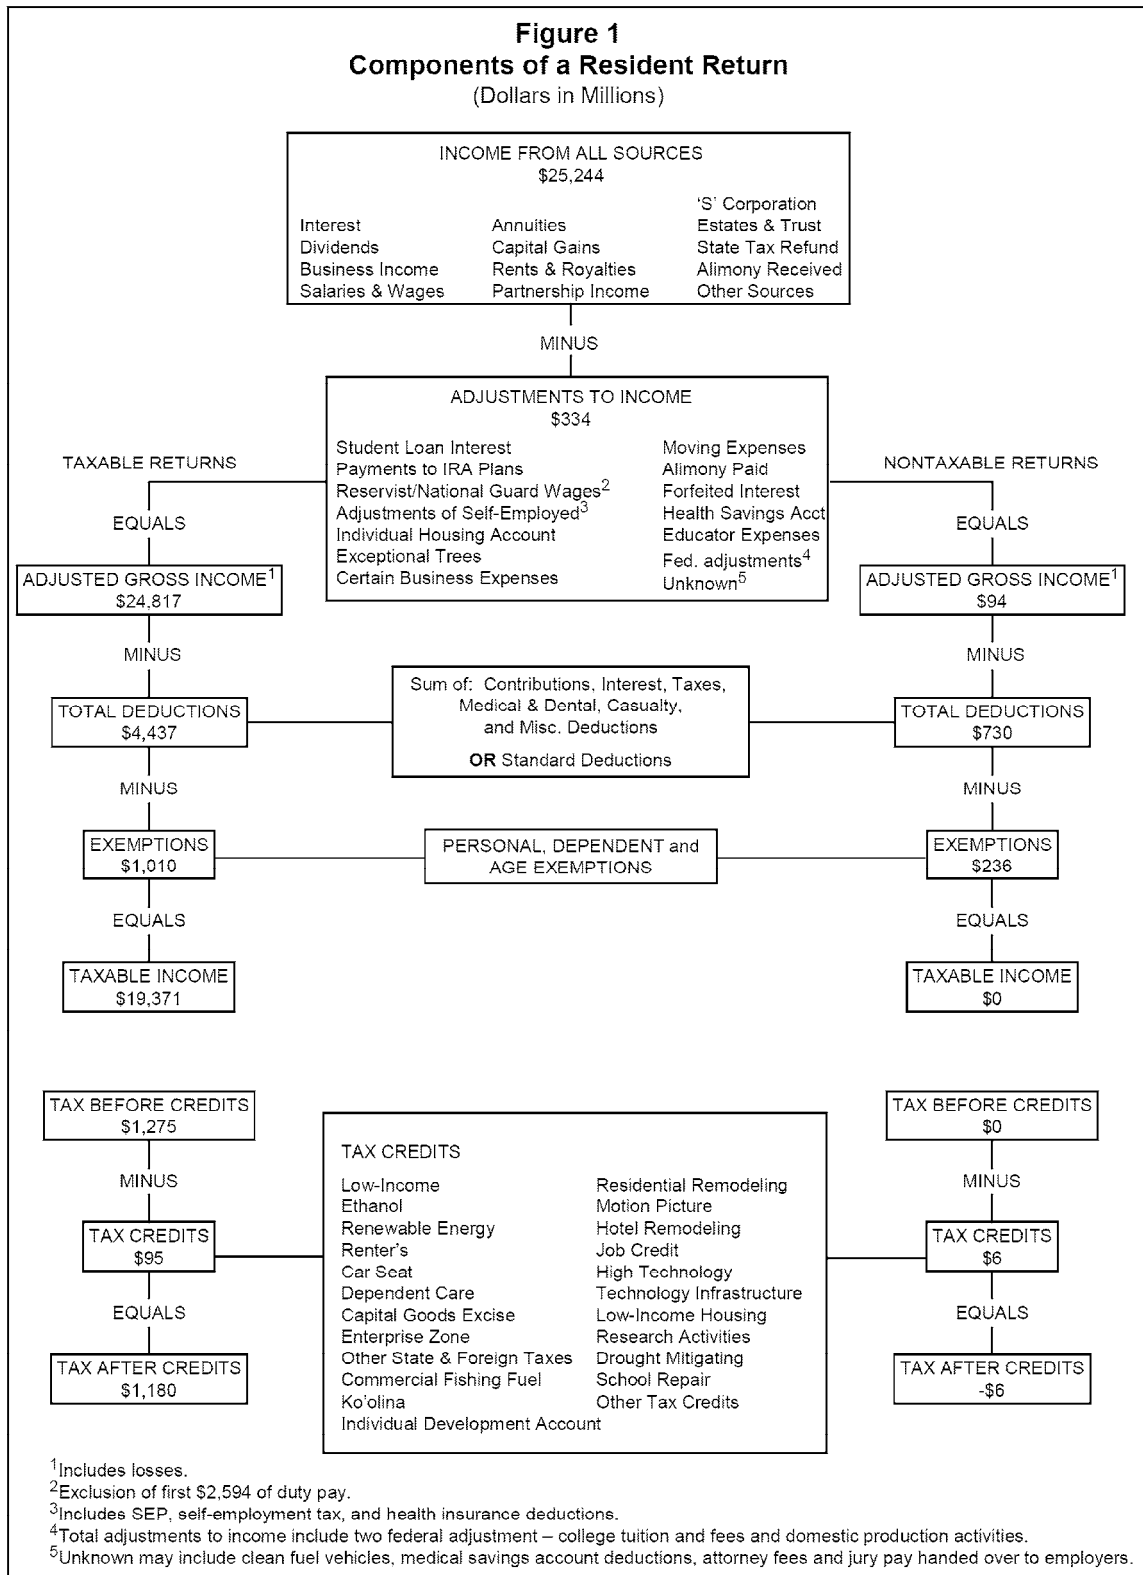 Figure 1
Components of a Resident Return
(Dollars in Millions)
INCOME FROM ALL SOURCES
$25,244
Interest
Dividends
Business Income
Salaries & Wages
Annuities
Capital Gains
Rents & Royalties
Partnership Income
'S' Corporation
Estates & Trust
State Tax Refund
Alimony Received
Other Sources
MINUS
ADJUSTMENTS TO INCOME
$334
Student Loan Interest
Payments to IRA Plans
Reservist/National Guard Wages2
Adjustments of Self-Employed3
Individual Housing Account
Exceptional Trees
Certain Business Expenses
Moving Expenses
Alimony Paid
Forfeited Interest
Health Savings Acct
Educator Expenses
Fed. adjustments4
Unknown5
TAXABLE RETURNS
EQUALS
ADJUSTED GROSS INCOME1
$24,817
MINUS
TOTAL DEDUCTIONS
$4,437
MINUS
EXEMPTIONS
$1,010
EQUALS
TAXABLE INCOME
$19,371
Sum of: Contributions, Interest, Taxes,
Medical & Dental, Casualty,
and Misc. Deductions
OR Standard Deductions
PERSONAL, DEPENDENT and
AGE EXEMPTIONS
NONTAXABLE RETURNS
EQUALS
ADJUSTED GROSS INCOME1
$94
MINUS
TOTAL DEDUCTIONS
$730
MINUS
EXEMPTIONS
$236
EQUALS
TAXABLE INCOME
$0
TAX BEFORE CREDITS
$1,275
MINUS
TAX CREDITS
$95
EQUALS
TAX AFTER CREDITS
$1,180
TAX CREDITS
Low-Income
Ethanol
Renewable Energy
Renter's
Car Seat
Dependent Care
Capital Goods Excise
Enterprise Zone
Other State & Foreign Taxes
Commercial Fishing Fuel
Ko'olina
Individual Development Account
Residential Remodeling
Motion Picture
Hotel Remodeling
Job Credit
High Technology
Technology Infrastructure
Low-Income Housing
Research Activities
Drought Mitigating
School Repair
Other Tax Credits
TAX BEFORE CREDITS
$0
MINUS
TAX CREDITS
$6
EQUALS
TAX AFTER CREDITS
-$6
1Includes losses.
2Exclusion of first $2,594 of duty pay.
3Includes SEP, self-employment tax, and health insurance deductions.
4Total adjustments to income include two federal adjustment – college tuition and fees and domestic production activities.
5Unknown may include clean fuel vehicles, medical savings account deductions, attorney fees and jury pay handed over to employers.